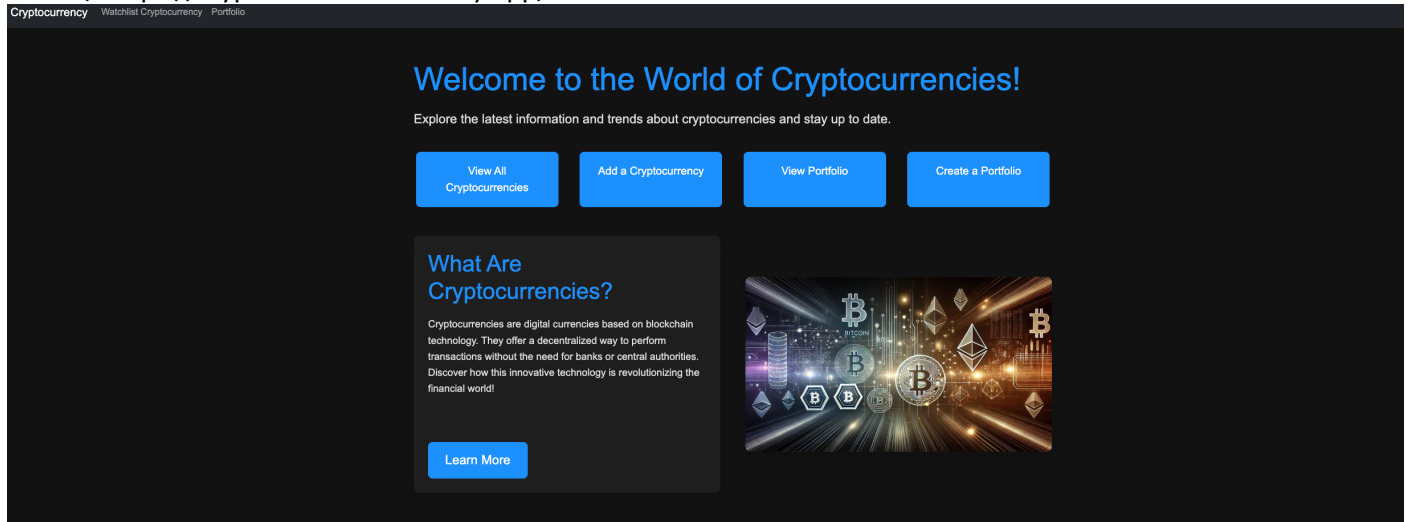 Cryptocurrency Watchlist Cryptocurrency Portfolio
Welcome to the World of Cryptocurrencies!
Explore the latest information and trends about cryptocurrencies and stay up to date.
View All
Cryptocurrencies
Add a Cryptocurrency
View Portfolio
Create a Portfolio
What Are
Cryptocurrencies?
Cryptocurrencies are digital currencies based on blockchain
technology. They offer a decentralized way to perform
transactions without the need for banks or central authorities.
Discover how this innovative technology is revolutionizing the
financial world!
Learn More
BITCOIN